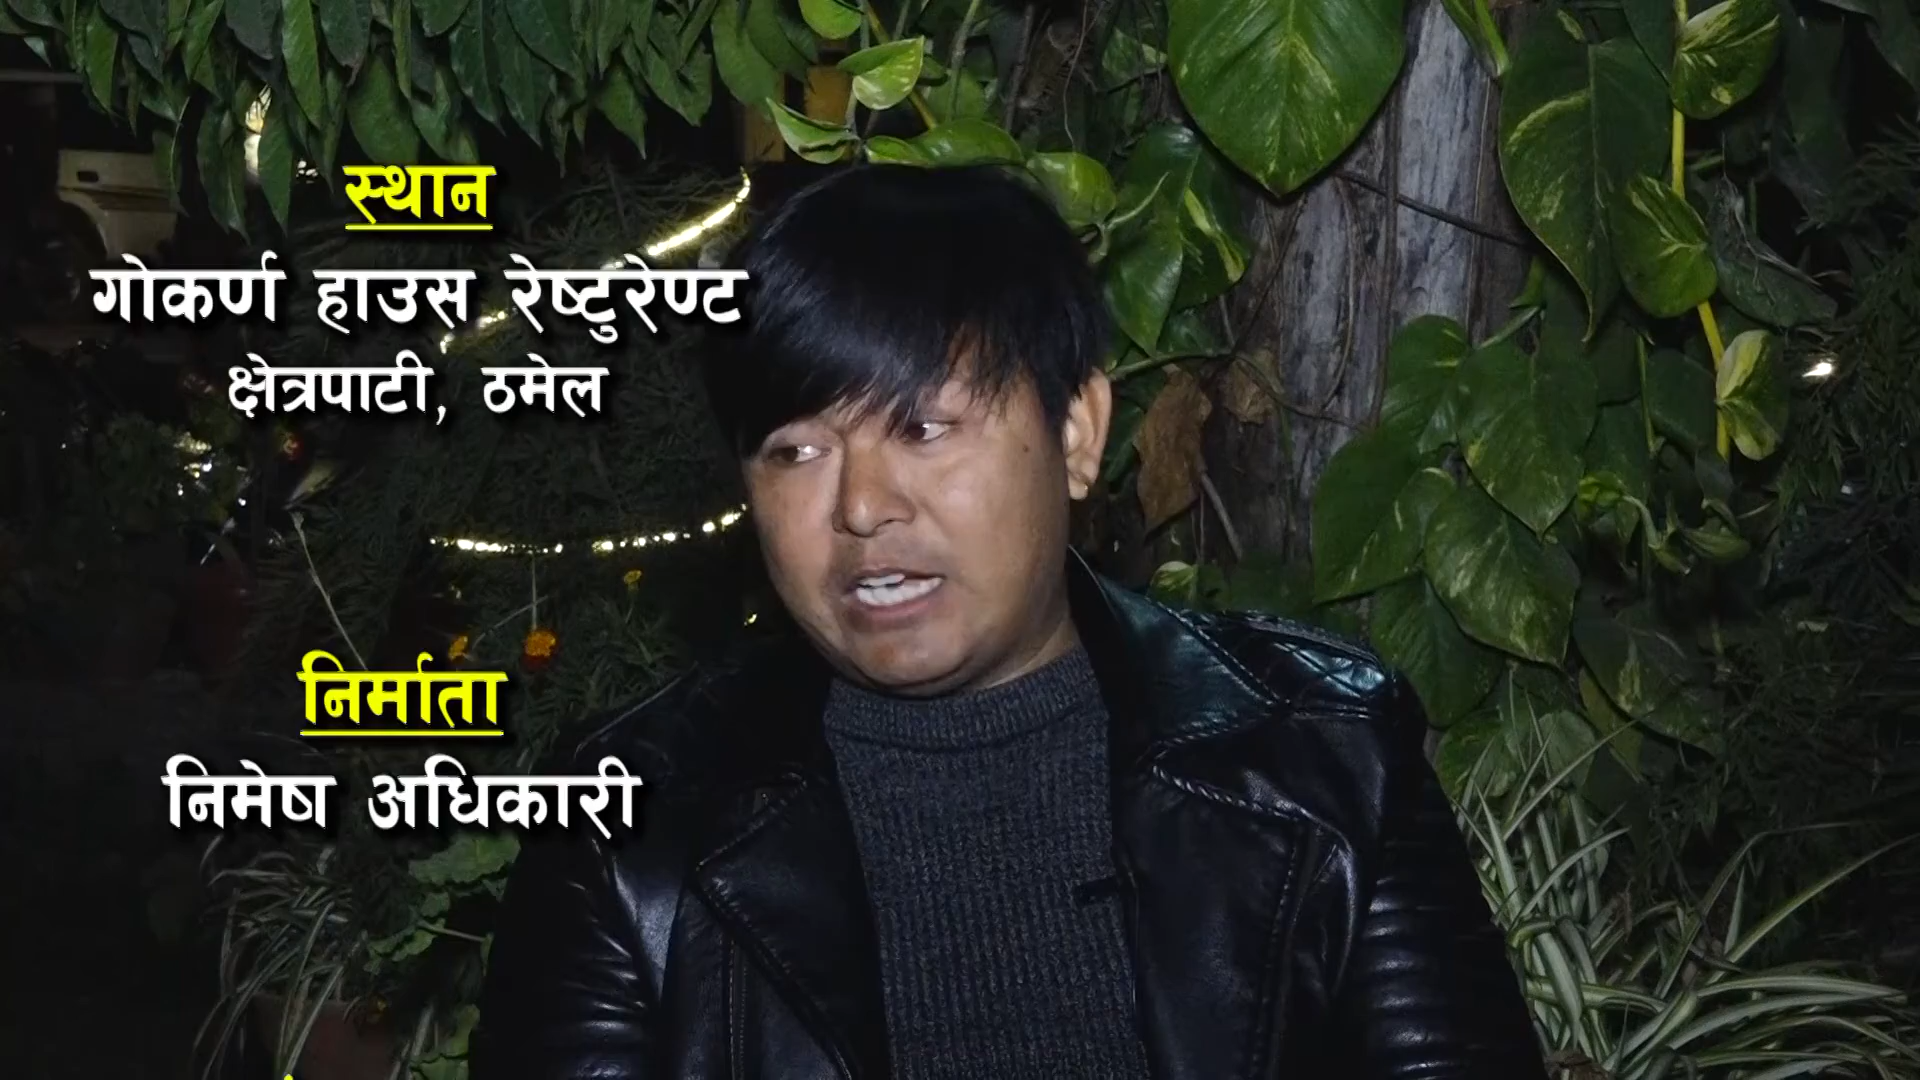 स्थान
गोकर्ण हाउस रेष्टुरेण्ट
क्षेत्रपाटी, ठमेल
निर्माता
निमेष अधिकारी